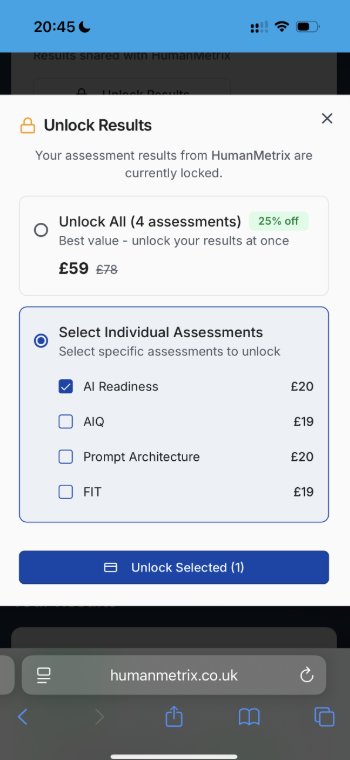 20:45
Results shared with HumanMetrix
Unlock Results
Unlock Results
Your assessment results from HumanMetrix are
currently locked.
Unlock All (4 assessments) 25% off
Best value - unlock your results at once
£59 £78
Select Individual Assessments
Select specific assessments to unlock
AI Readiness £20
AIQ £19
Prompt Architecture £20
FIT £19
Unlock Selected (1)
humanmetrix.co.uk